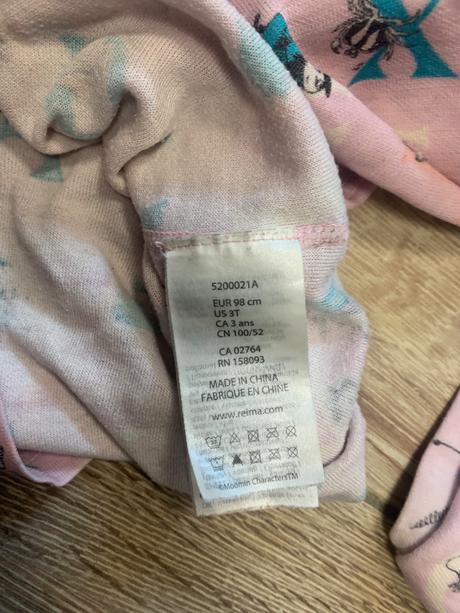 5200021A
EUR 98 cm
US 3T
CA 3 ans
CN 100/52
CA 02764
RN 158093
MADE IN CHINA
FABRIQUE EN CHINE
www.reima.com
©Moomin Characters™